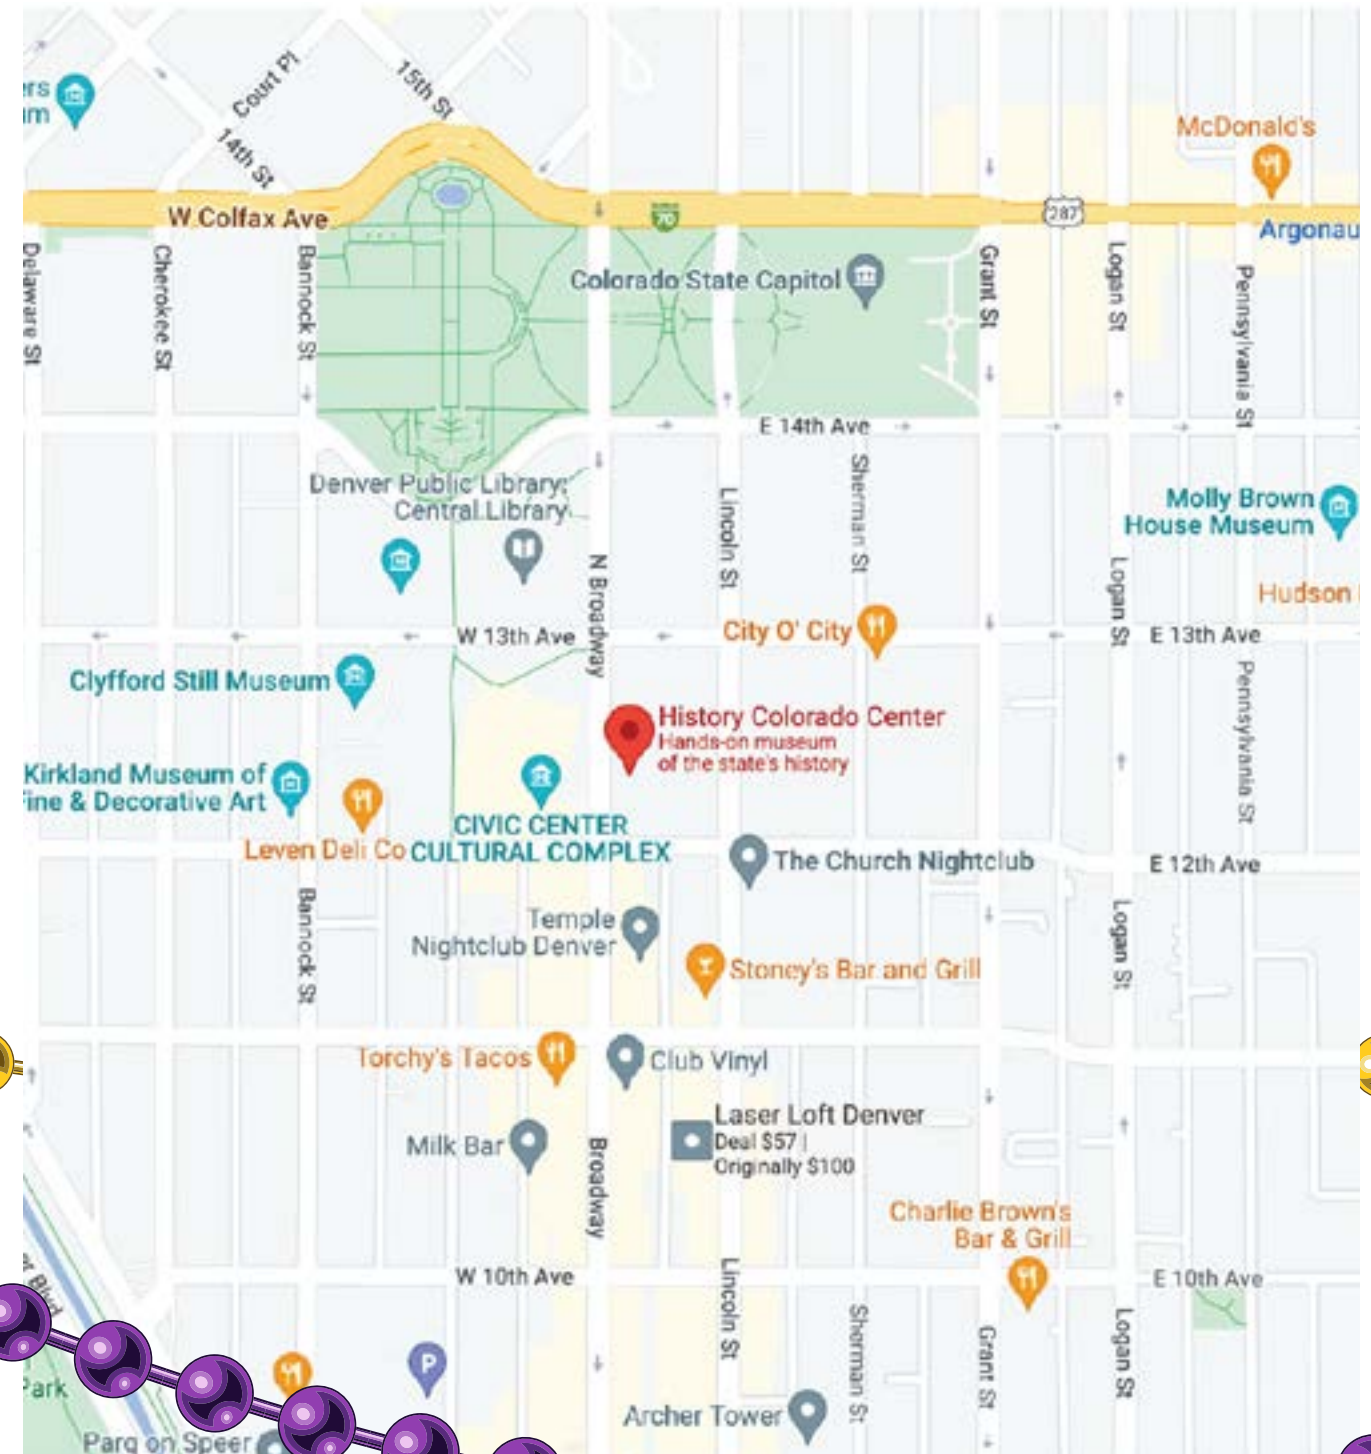 Court Pl
15th St
14th St
McDonald's
W Colfax Ave
70
287
Delaware St
Cherokee St
Bannock St
Colorado State Capitol
Grant St
Logan St
Pennsylvania St
E 14th Ave
Denver Public Library:
Central Library
Lincoln St
Sherman St
Molly Brown
House Museum
N Broadway
Logan St
Hudson
W 13th Ave
City O' City
E 13th Ave
Clyfford Still Museum
Pennsylvania St
History Colorado Center
Hands-on museum
of the state's history
Kirkland Museum of
ine & Decorative Art
Leven Deli Co
CIVIC CENTER
CULTURAL COMPLEX
The Church Nightclub
E 12th Ave
Bannock St
Temple
Nightclub Denver
Logan St
Stoney's Bar and Grill
Torchy's Tacos
Club Vinyl
Milk Bar
Broadway
Laser Loft Denver
Deal $57 |
Originally $100
Charlie Brown's
Bar & Grill
W 10th Ave
Lincoln St
E 10th Ave
Blvd
Sherman St
Grant St
Logan St
P
Park
Archer Tower
Parq on Speer